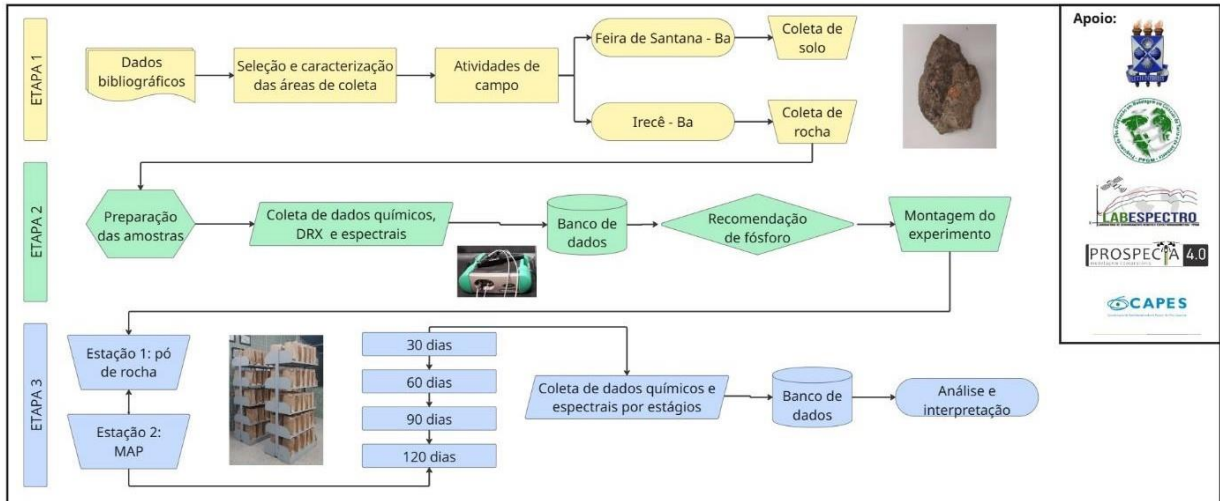 ETAPA 1
Dados
bibliográficos
Seleção e caracterização
das áreas de coleta
Atividades de
campo
Feira de Santana - Ba
Coleta de
solo
Irecê - Ba
Coleta de
rocha
ETAPA 2
Preparação
das amostras
Coleta de dados químicos,
DRX e espectrais
Banco de
dados
Recomendação
de fósforo
Montagem do
experimento
ETAPA 3
Estação 1: pó
de rocha
Estação 2:
MAP
30 dias
60 dias
90 dias
120 dias
Coleta de dados químicos e
espectrais por estágios
Banco de
dados
Análise e
interpretação
Apoio:
LABESPECTRO
PROSPECTA 4.0
CAPES